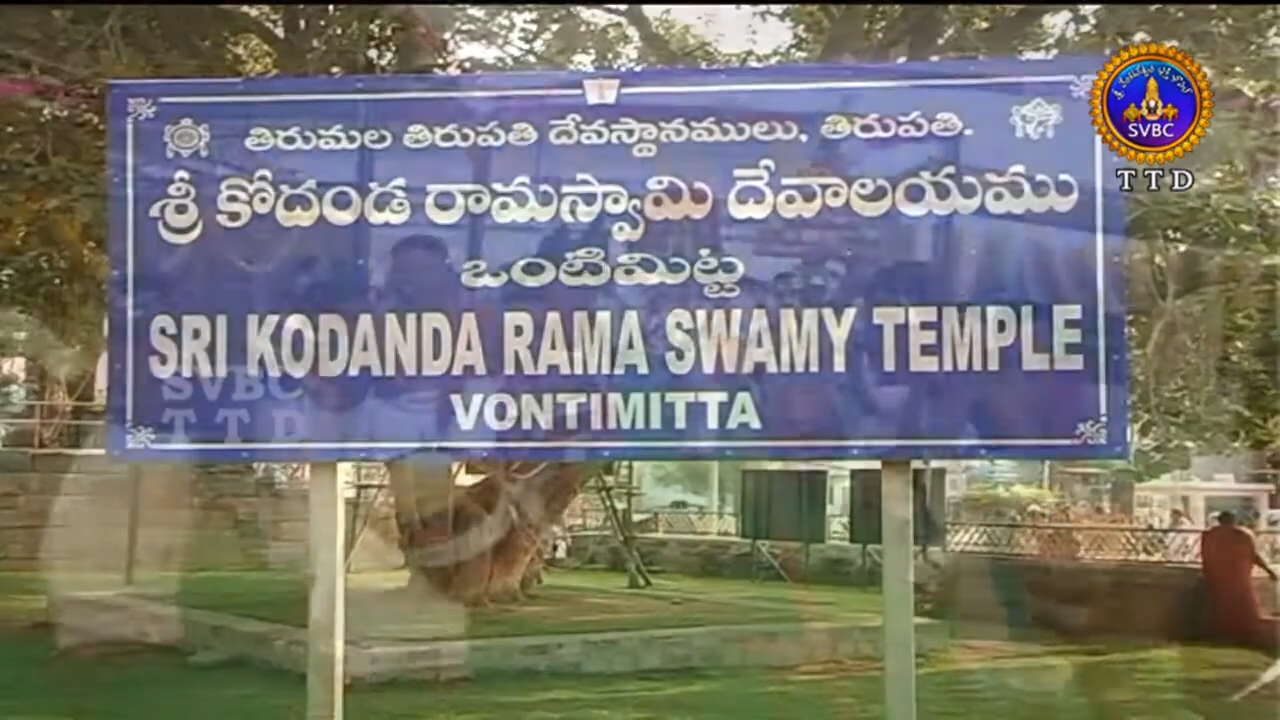 తిరుమల తిరుపతి దేవస్థానములు, తిరుపతి.
శ్రీ కోదండ రామస్వామి దేవాలయము
ఒంటిమిట్ట
SRI KODANDA RAMA SWAMY TEMPLE
VONTIMITTA
SVBC
TTD
SVBC
TTD